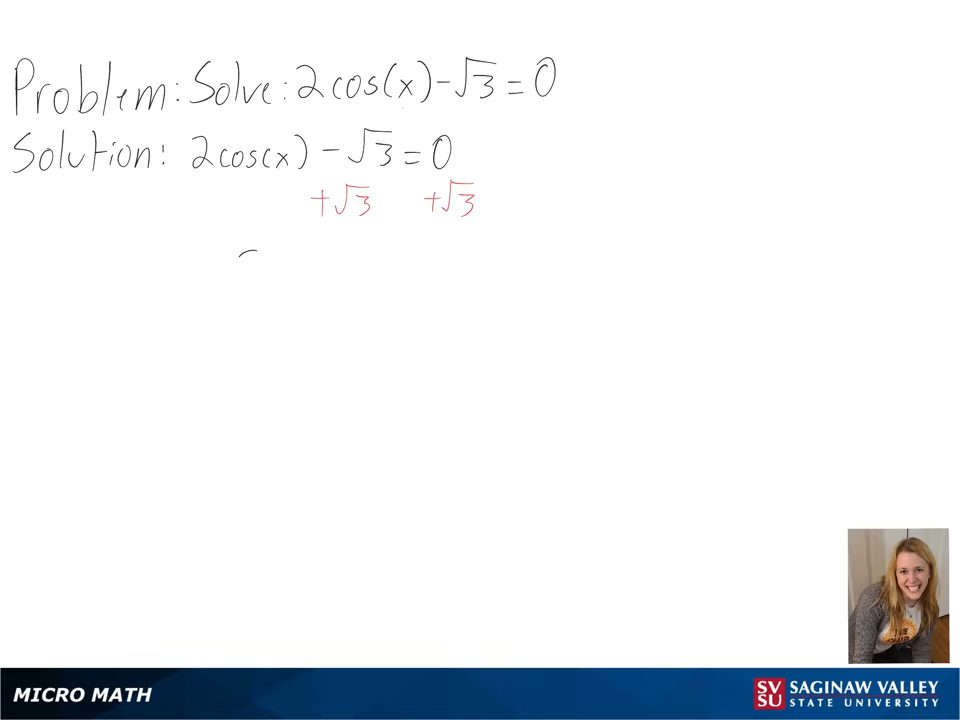 Problem: Solve: 2cos(x) - √3 = 0
Solution: 2cos(x) - √3 = 0
+√3 +√3
MICRO MATH
SV
SU
SAGINAW VALLEY
STATE UNIVERSITY